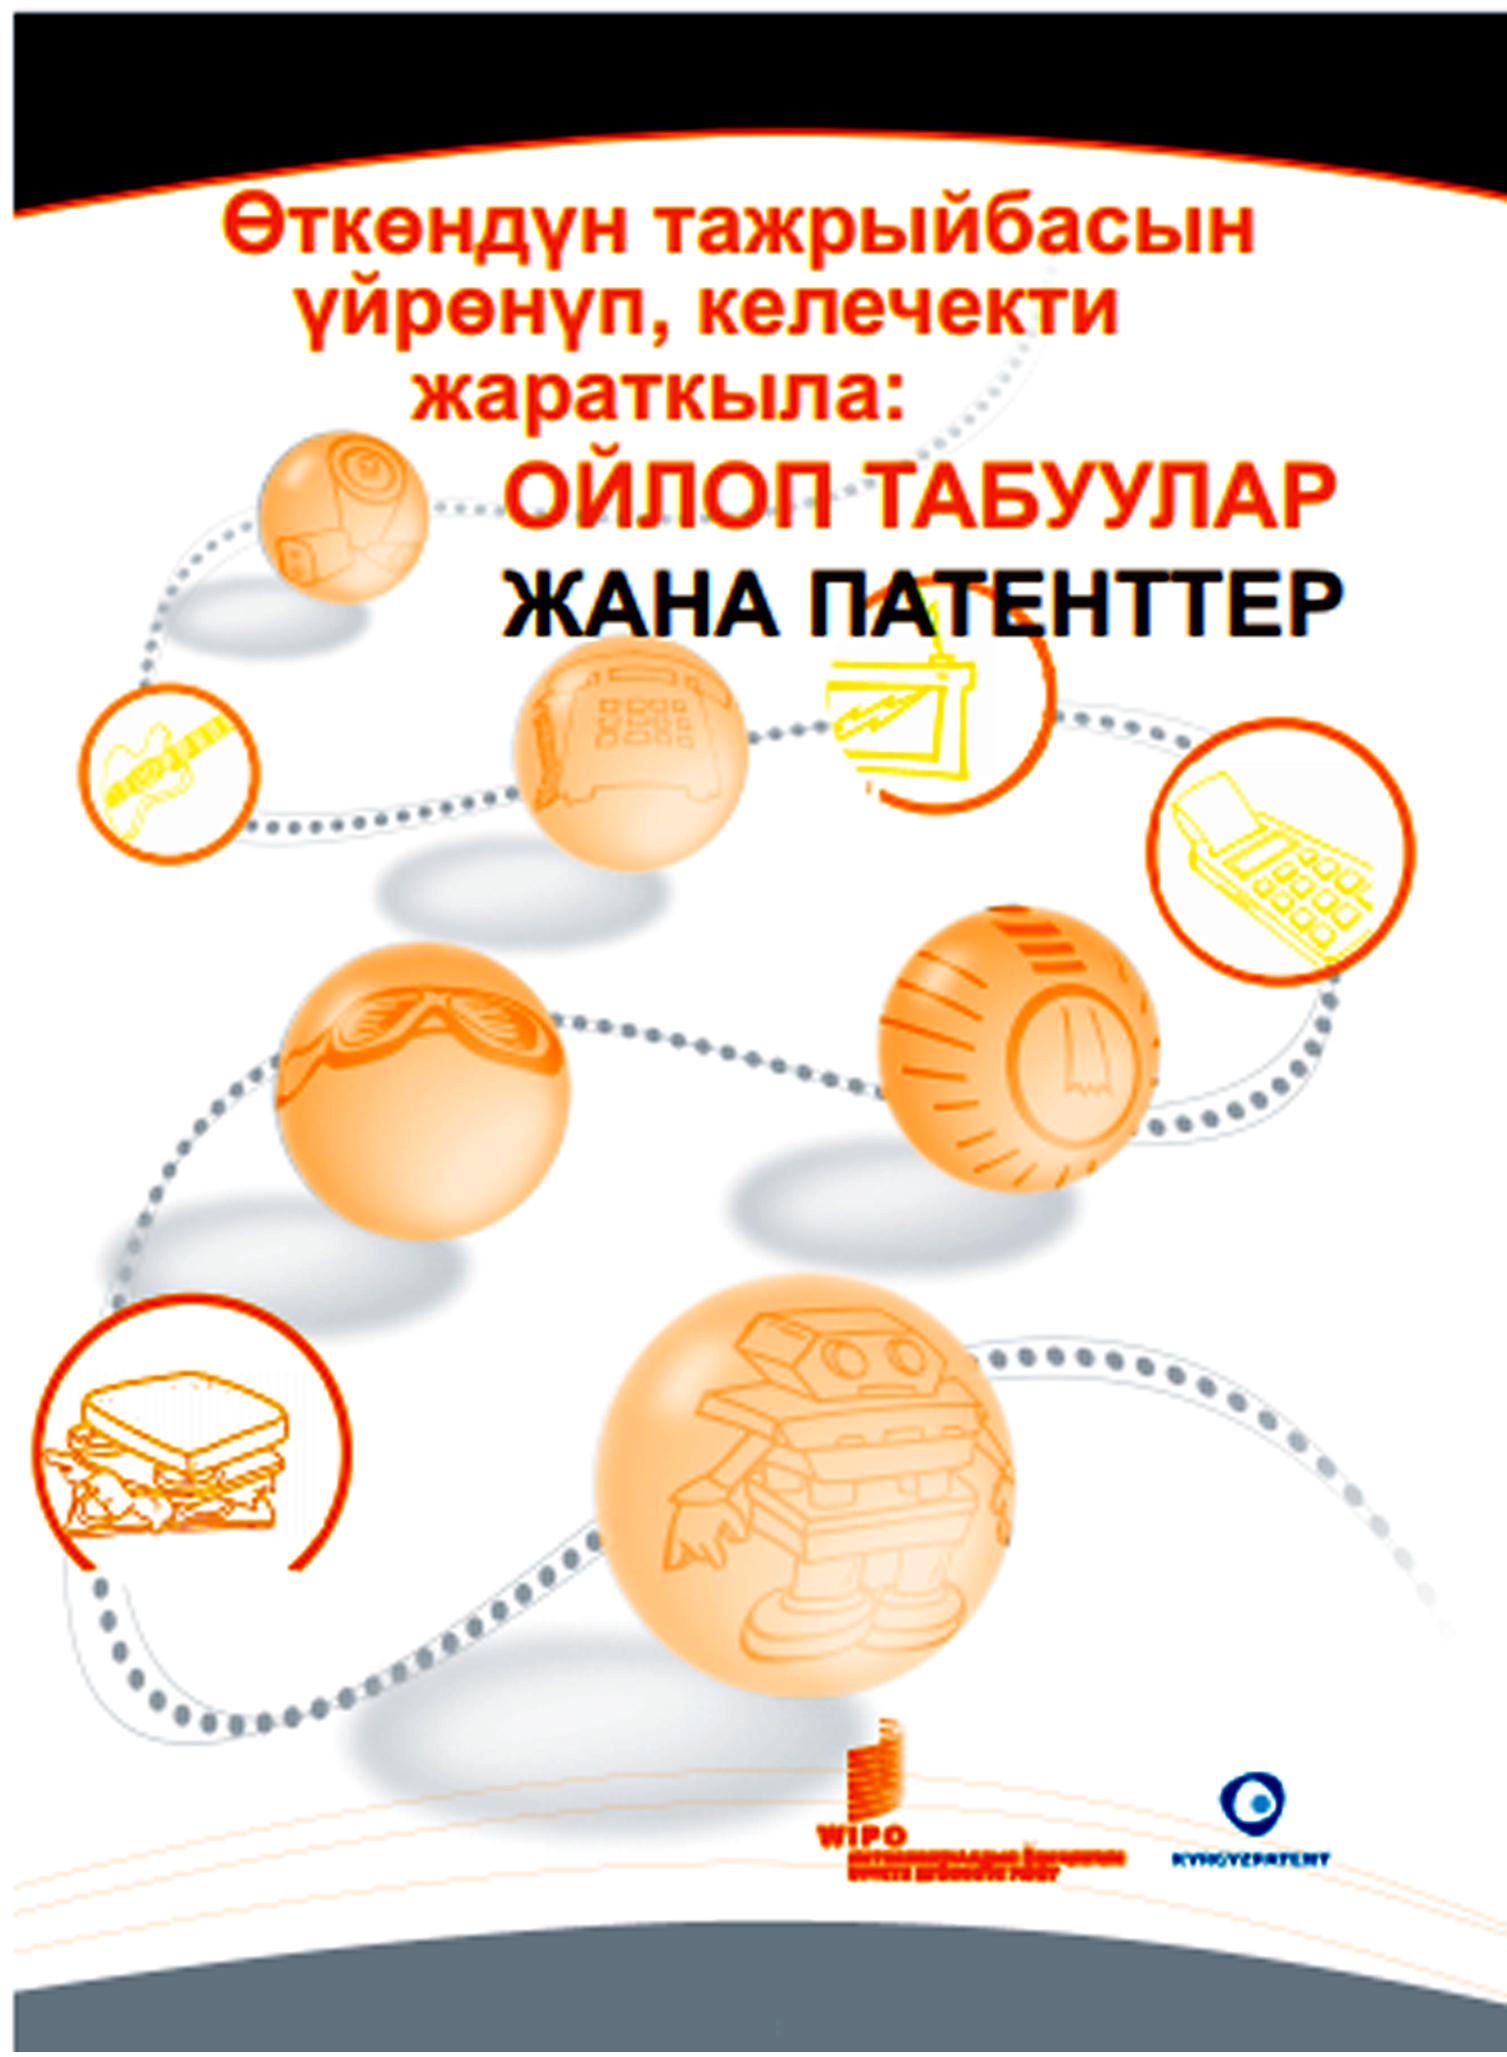 Өткөндүн тажрыйбасын
үйрөнүп, келечекти
жараткыла:
ОЙЛОП ТАБУУЛАР
ЖАНА ПАТЕНТТЕР
WIPO
KYRGYZPATENT